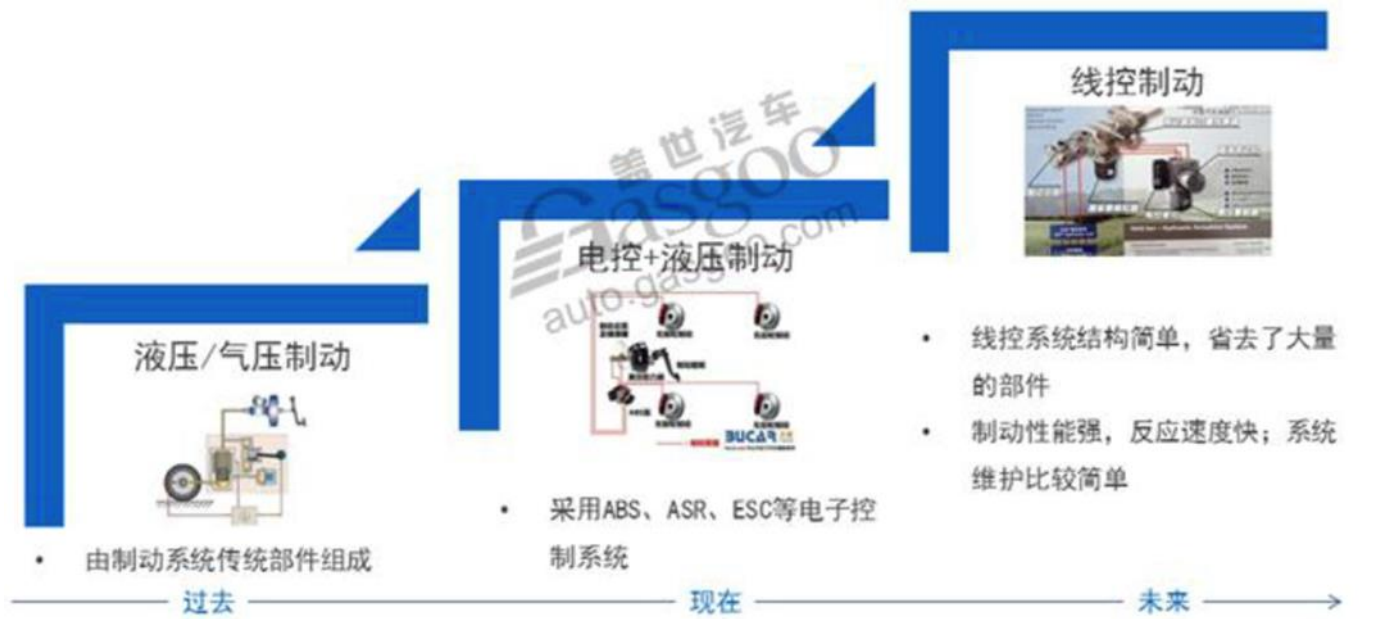 线控制动
盖世汽车
Gasgoo
auto.gasgoo.com
电控+液压制动
BUCAR
液压/气压制动
• 线控系统结构简单，省去了大量
的部件
• 制动性能强，反应速度快；系统
维护比较简单
• 采用ABS、ASR、ESC等电子控
制系统
• 由制动系统传统部件组成
过去
现在
未来